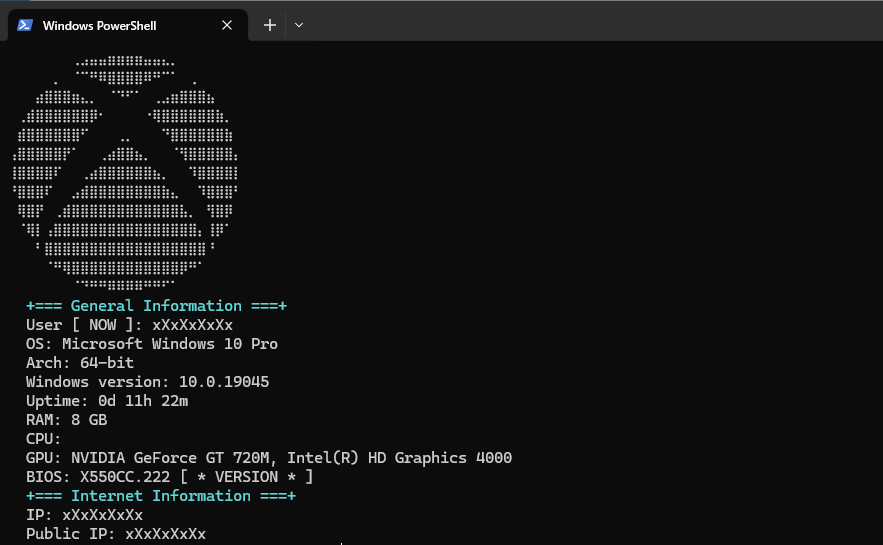 Windows PowerShell
+=== General Information ===+
User [ NOW ]: xXxXxXxXx
OS: Microsoft Windows 10 Pro
Arch: 64-bit
Windows version: 10.0.19045
Uptime: 0d 11h 22m
RAM: 8 GB
CPU:
GPU: NVIDIA GeForce GT 720M, Intel(R) HD Graphics 4000
BIOS: X550CC.222 [ * VERSION * ]
+=== Internet Information ===+
IP: xXxXxXxXx
Public IP: xXxXxXxXx